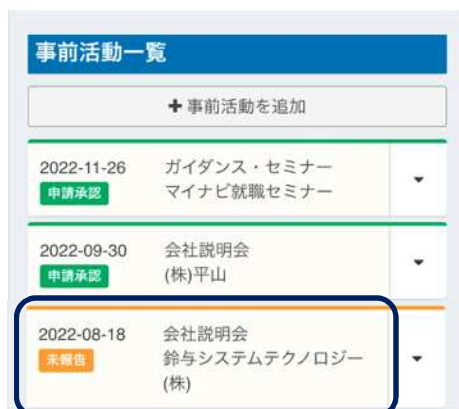 事前活動一覧
+ 事前活動を追加
2022-11-26 ガイダンス・セミナー
申請承認 マイナビ就職セミナー
2022-09-30 会社説明会
申請承認 (株)平山
2022-08-18 会社説明会
未報告 鈴与システムテクノロジー
(株)